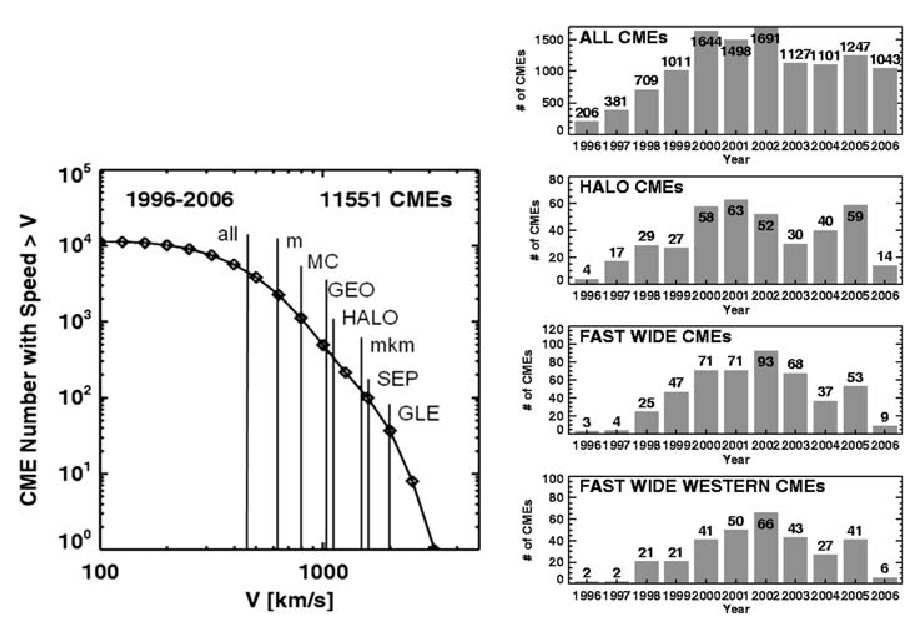 10^5
10^4
10^3
10^2
10^1
10^0
CME Number with Speed > V
1996-2006
11551 CMEs
all
m
MC
GEO
HALO
mkm
SEP
GLE
100
1000
V [km/s]
ALL CMEs
# of CMEs
1500
1000
500
0
206
381
709
1011
1644
1498
1691
1127
1101
1247
1043
1996 1997 1998 1999 2000 2001 2002 2003 2004 2005 2006
Year
HALO CMEs
# of CMEs
80
60
40
20
0
4
17
29
27
58
63
52
30
40
59
14
1996 1997 1998 1999 2000 2001 2002 2003 2004 2005 2006
Year
FAST WIDE CMEs
# of CMEs
120
100
80
60
40
20
0
3
4
25
47
71
71
93
68
37
53
9
1996 1997 1998 1999 2000 2001 2002 2003 2004 2005 2006
Year
FAST WIDE WESTERN CMEs
# of CMEs
100
80
60
40
20
0
2
2
21
21
41
50
66
43
27
41
6
1996 1997 1998 1999 2000 2001 2002 2003 2004 2005 2006
Year